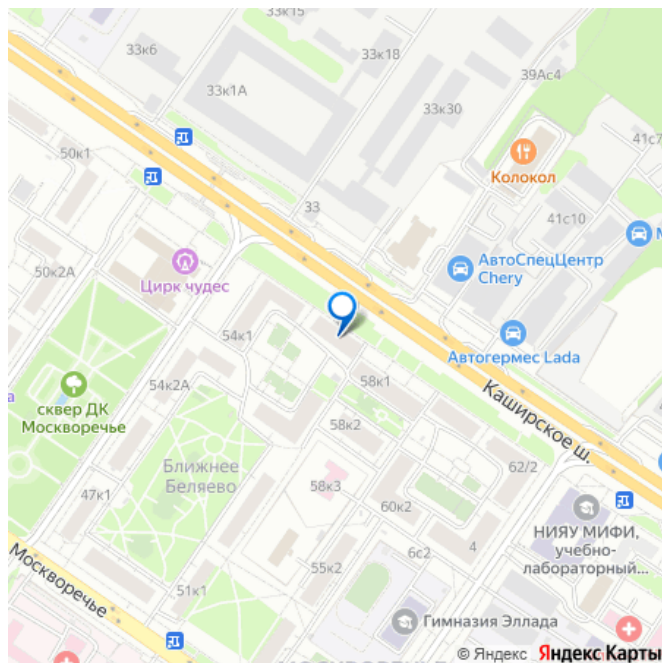 33к15
33к6
33к18
33к1А
39Ас4
33к30
41с7
50к1
Колокол
33
41с10
М
50к2А
Цирк чудес
АвтоСпецЦентр
Chery
54к1
Автогермес Lada
а
сквер ДК
Москворечье
54к2А
58к1
Каширское ш.
58к2
Ближнее
Беляево
62/2
58к3
47к1
60к2
НИЯУ МИФИ,
учебно-
лабораторный...
Москворечье
6с2
4
55к2
51к1
Гимназия Эллада
© Яндекс Яндекс Карты